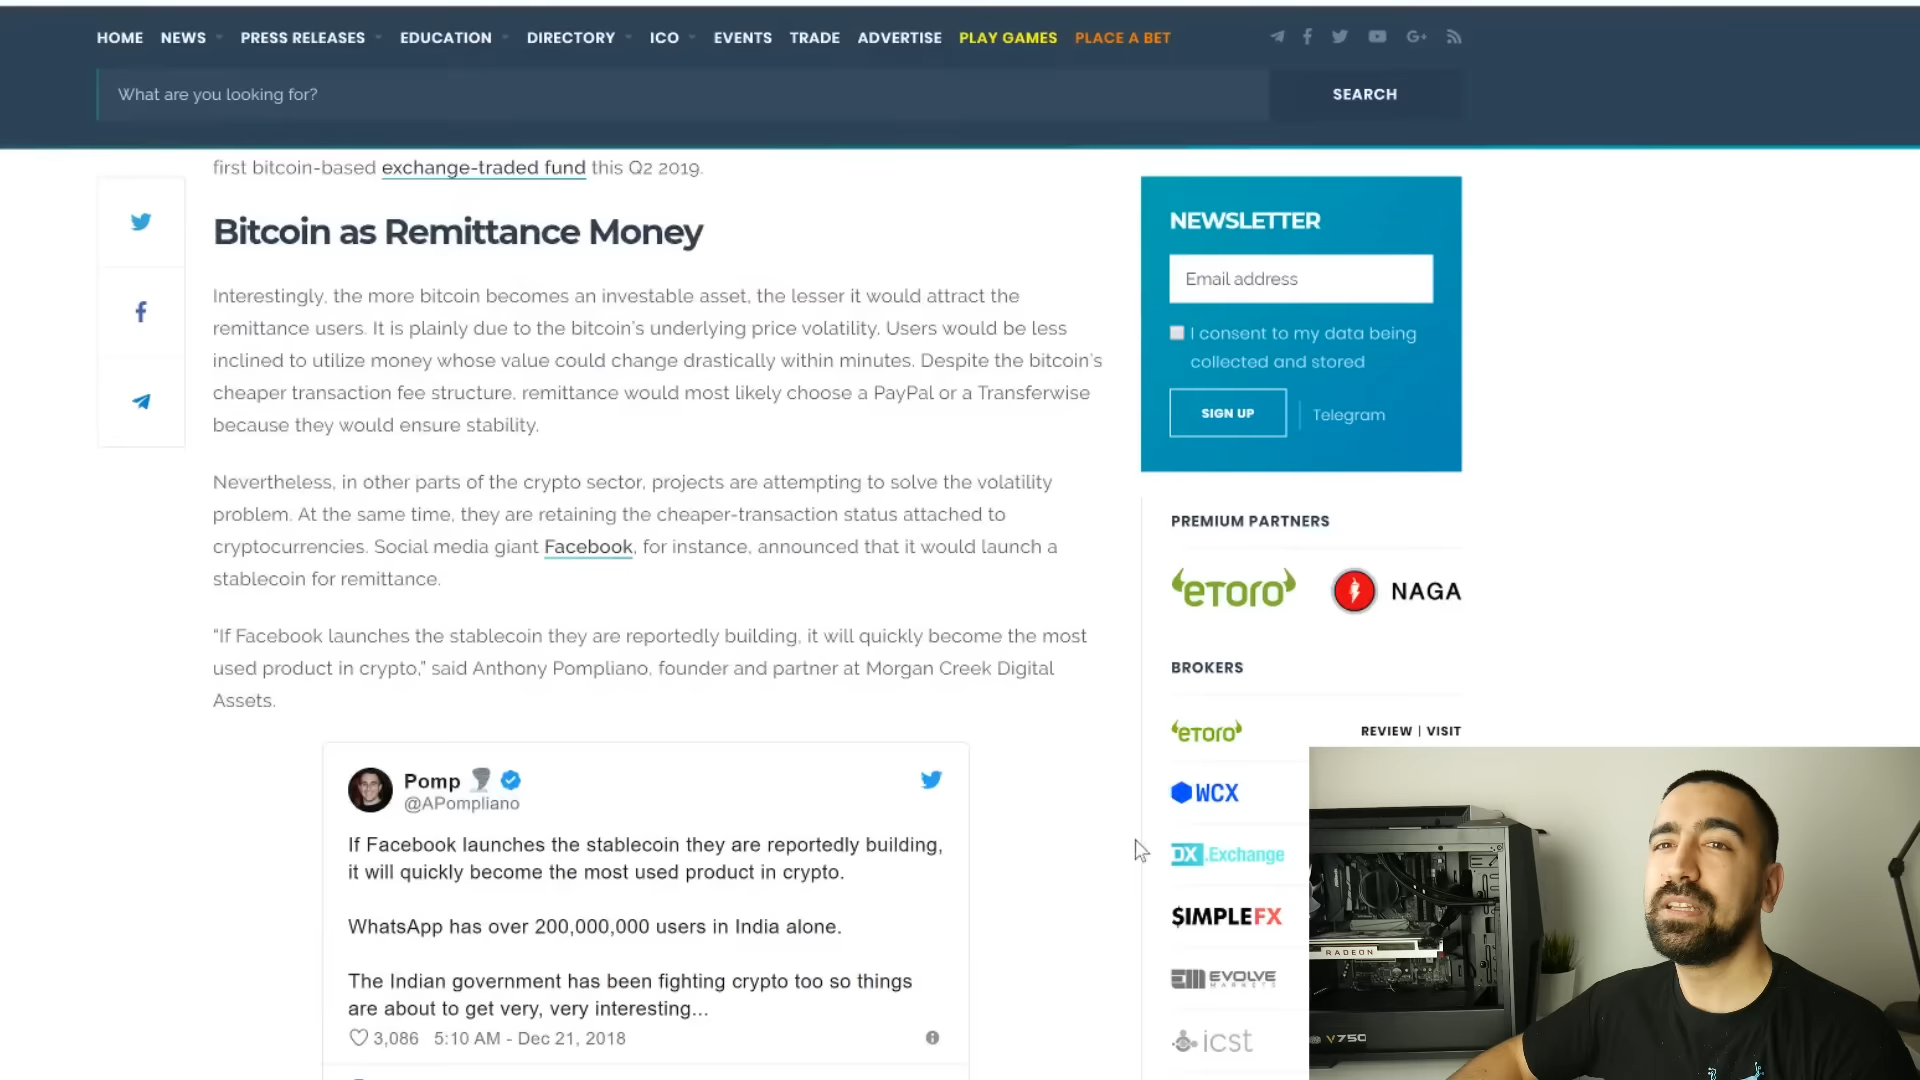 HOME NEWS PRESS RELEASES EDUCATION DIRECTORY ICO EVENTS TRADE ADVERTISE PLAY GAMES PLACE A BET
What are you looking for? SEARCH
first bitcoin-based exchange-traded fund this Q2 2019.
Bitcoin as Remittance Money
Interestingly, the more bitcoin becomes an investable asset, the lesser it would attract the
remittance users. It is plainly due to the bitcoin's underlying price volatility. Users would be less
inclined to utilize money whose value could change drastically within minutes. Despite the bitcoin's
cheaper transaction fee structure, remittance would most likely choose a PayPal or a Transferwise
because they would ensure stability.
Nevertheless, in other parts of the crypto sector, projects are attempting to solve the volatility
problem. At the same time, they are retaining the cheaper-transaction status attached to
cryptocurrencies. Social media giant Facebook, for instance, announced that it would launch a
stablecoin for remittance.
“If Facebook launches the stablecoin they are reportedly building, it will quickly become the most
used product in crypto,” said Anthony Pompliano, founder and partner at Morgan Creek Digital
Assets.
Pomp
@APompliano
If Facebook launches the stablecoin they are reportedly building,
it will quickly become the most used product in crypto.
WhatsApp has over 200,000,000 users in India alone.
The Indian government has been fighting crypto too so things
are about to get very, very interesting...
3,086 5:10 AM - Dec 21, 2018
NEWSLETTER
Email address
I consent to my data being
collected and stored
SIGN UP Telegram
PREMIUM PARTNERS
eToro NAGA
BROKERS
eToro REVIEW | VISIT
WCX
DX.Exchange
$IMPLEFX
EVOLVE
MARKETS
icst
RADEON
V750